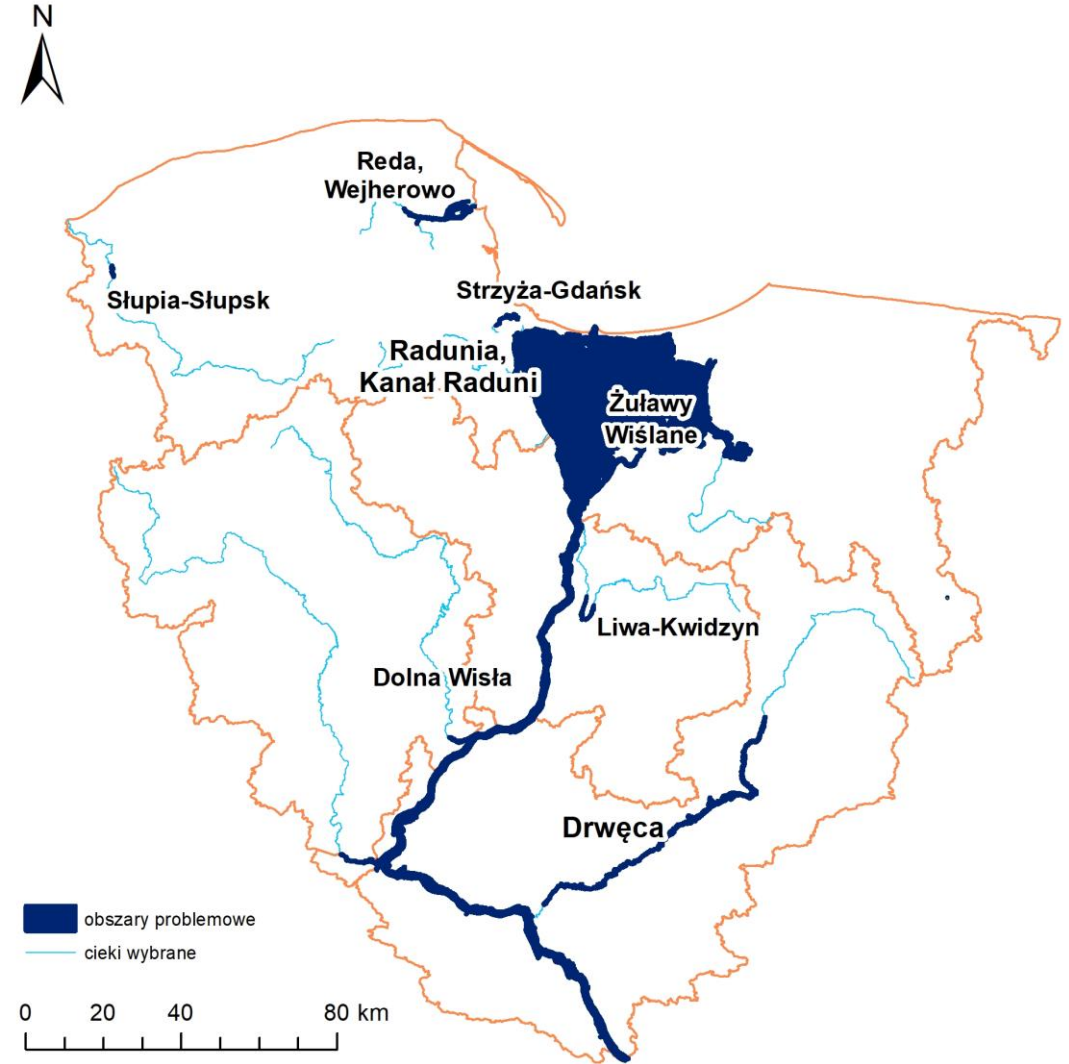 N
Reda,
Wejherowo
Słupia-Słupsk
Strzyża-Gdańsk
Radunia,
Kanał Raduni
Żuławy
Wiślane
Liwa-Kwidzyn
Dolna Wisła
Drwęca
obszary problemowe
cieki wybrane
0 20 40 80 km